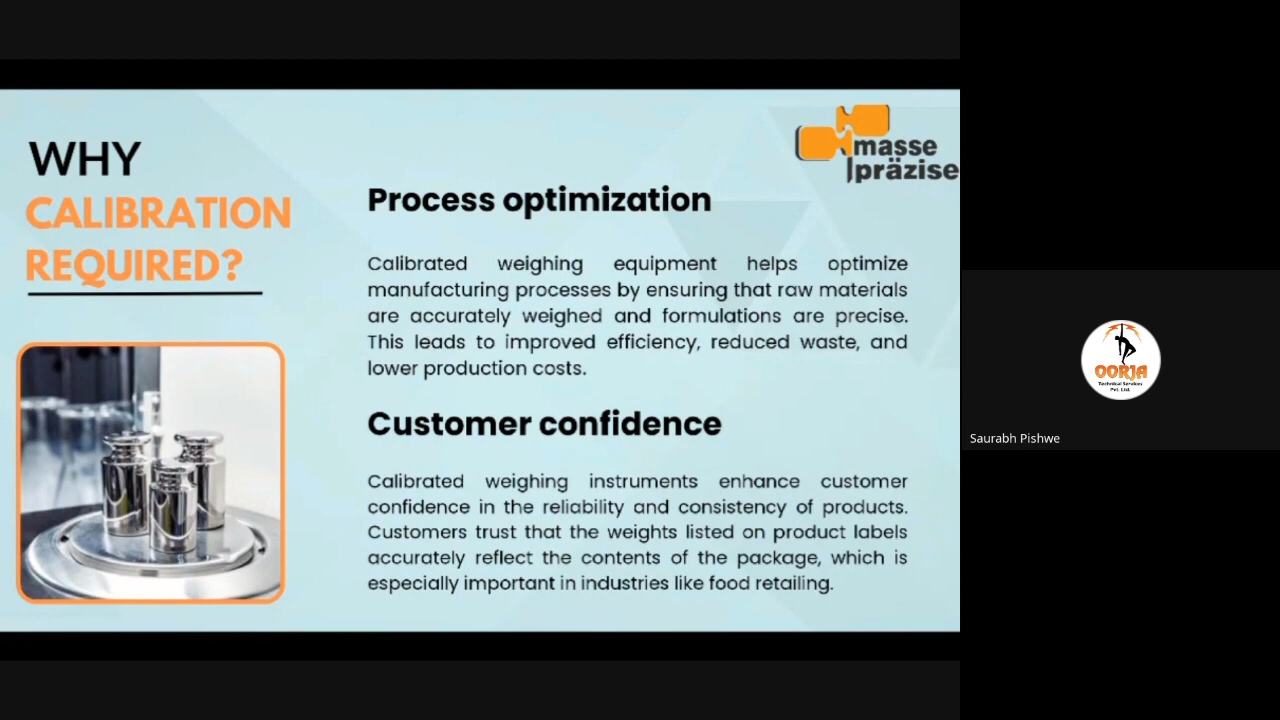 WHY
CALIBRATION
REQUIRED?
masse
präzise
Process optimization
Calibrated weighing equipment helps optimize
manufacturing processes by ensuring that raw materials
are accurately weighed and formulations are precise.
This leads to improved efficiency, reduced waste, and
lower production costs.
Customer confidence
Calibrated weighing instruments enhance customer
confidence in the reliability and consistency of products.
Customers trust that the weights listed on product labels
accurately reflect the contents of the package, which is
especially important in industries like food retailing.
OORJA
Technical Services
Pvt. Ltd.
Saurabh Pishwe